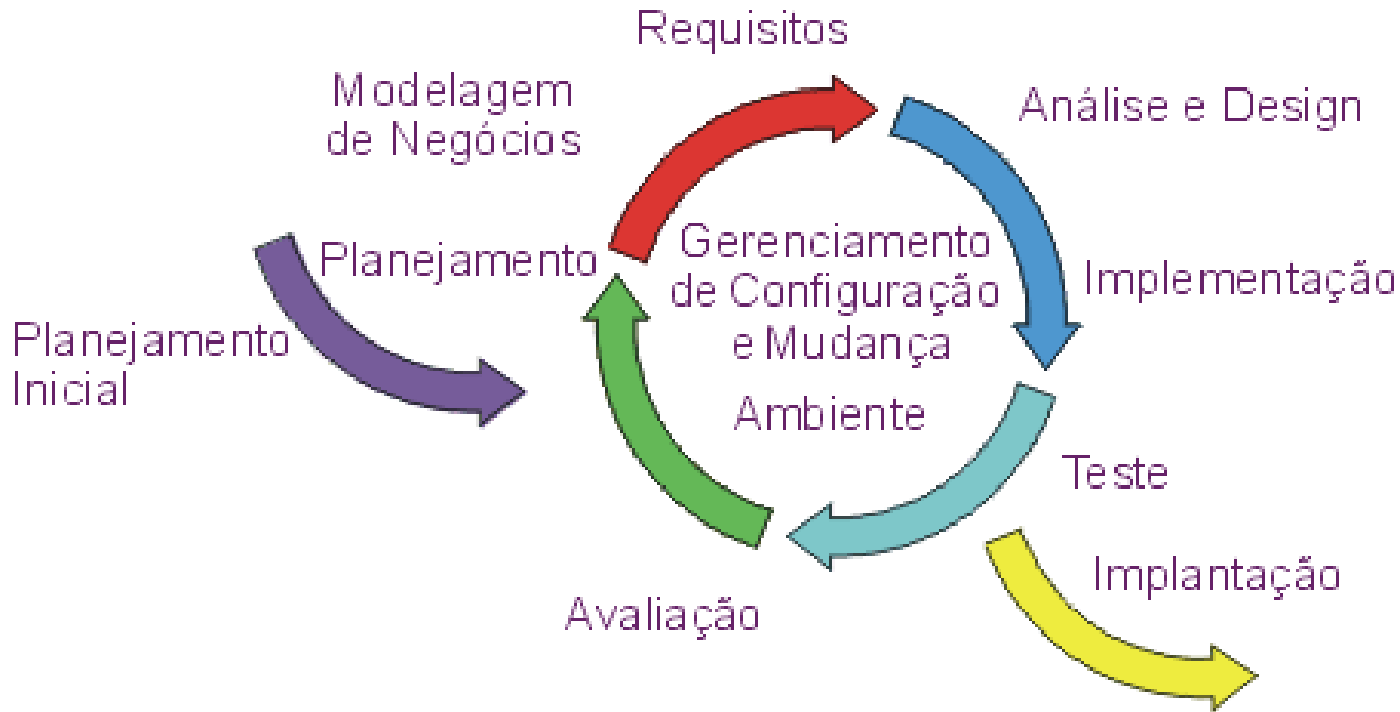 Requisitos
Modelagem
de Negócios
Análise e Design
Planejamento
Gerenciamento
de Configuração
e Mudança
Implementação
Planejamento
Inicial
Ambiente
Teste
Implantação
Avaliação